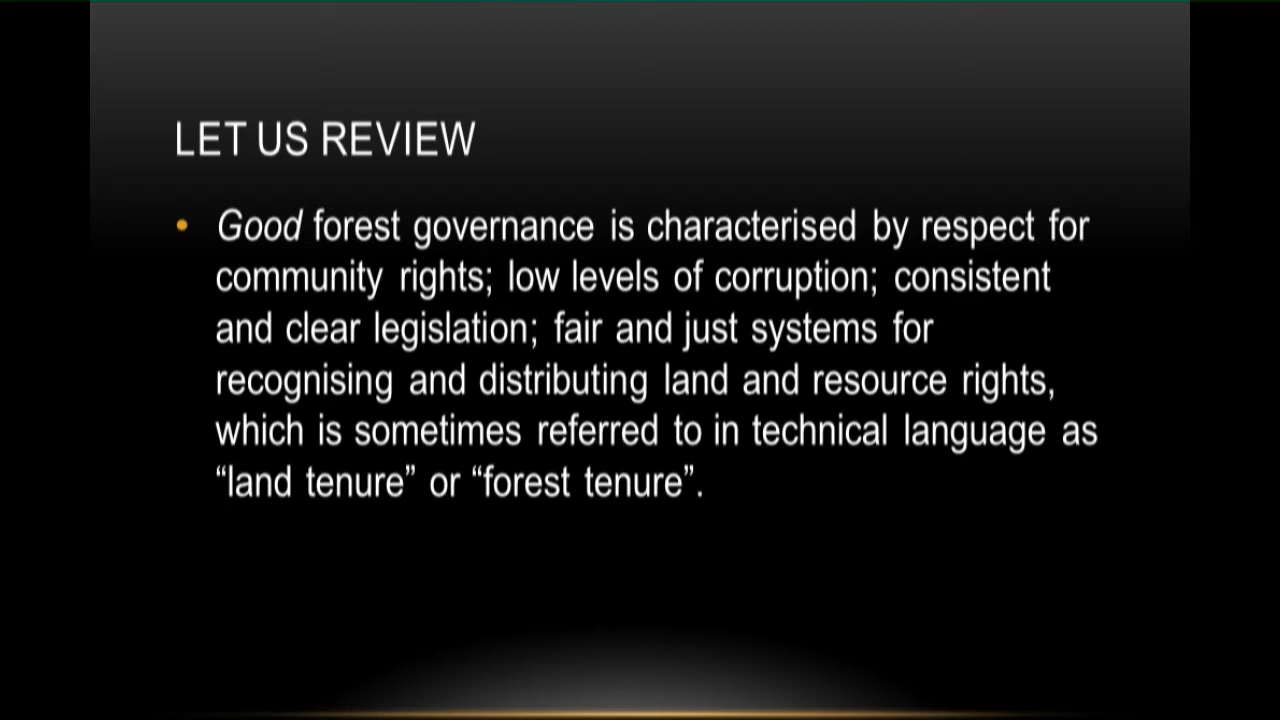 LET US REVIEW
• Good forest governance is characterised by respect for
community rights; low levels of corruption; consistent
and clear legislation; fair and just systems for
recognising and distributing land and resource rights,
which is sometimes referred to in technical language as
“land tenure” or “forest tenure”.